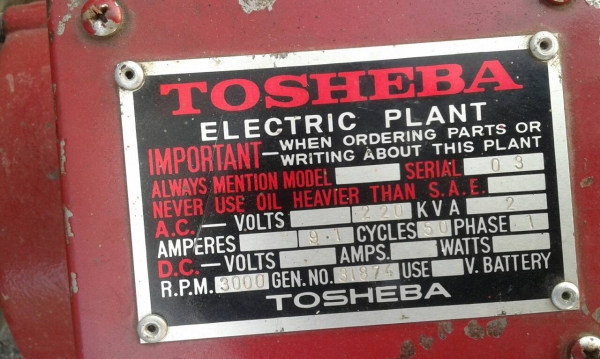 TOSHEBA
ELECTRIC PLANT
IMPORTANT—WHEN ORDERING PARTS OR
WRITING ABOUT THIS PLANT
ALWAYS MENTION MODEL SERIAL 03
NEVER USE OIL HEAVIER THAN S.A.E.
A.C.—VOLTS 220 KVA 2
AMPERES 9.1 CYCLES 50 PHASE 1
D.C.—VOLTS AMPS. WATTS
R.P.M. 3000 GEN.NO. 31874 USE V. BATTERY
TOSHEBA